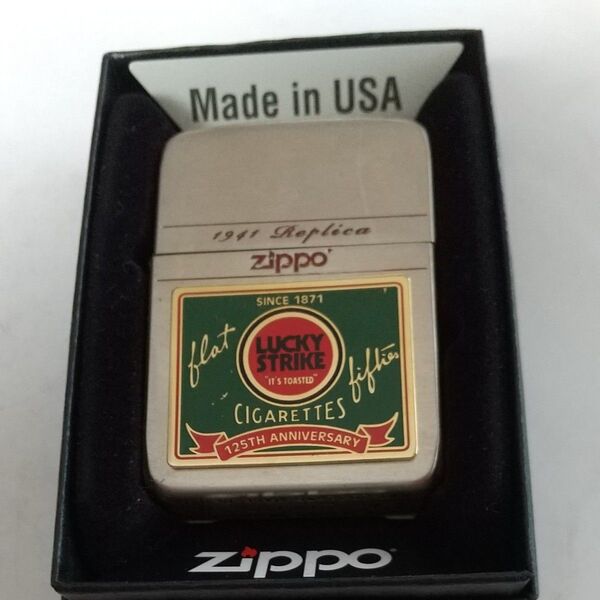 Made in USA
1941 Replica
zippo
SINCE 1871
flat
LUCKY
STRIKE
"IT'S TOASTED"
fifties
CIGARETTES
125TH ANNIVERSARY
zippo